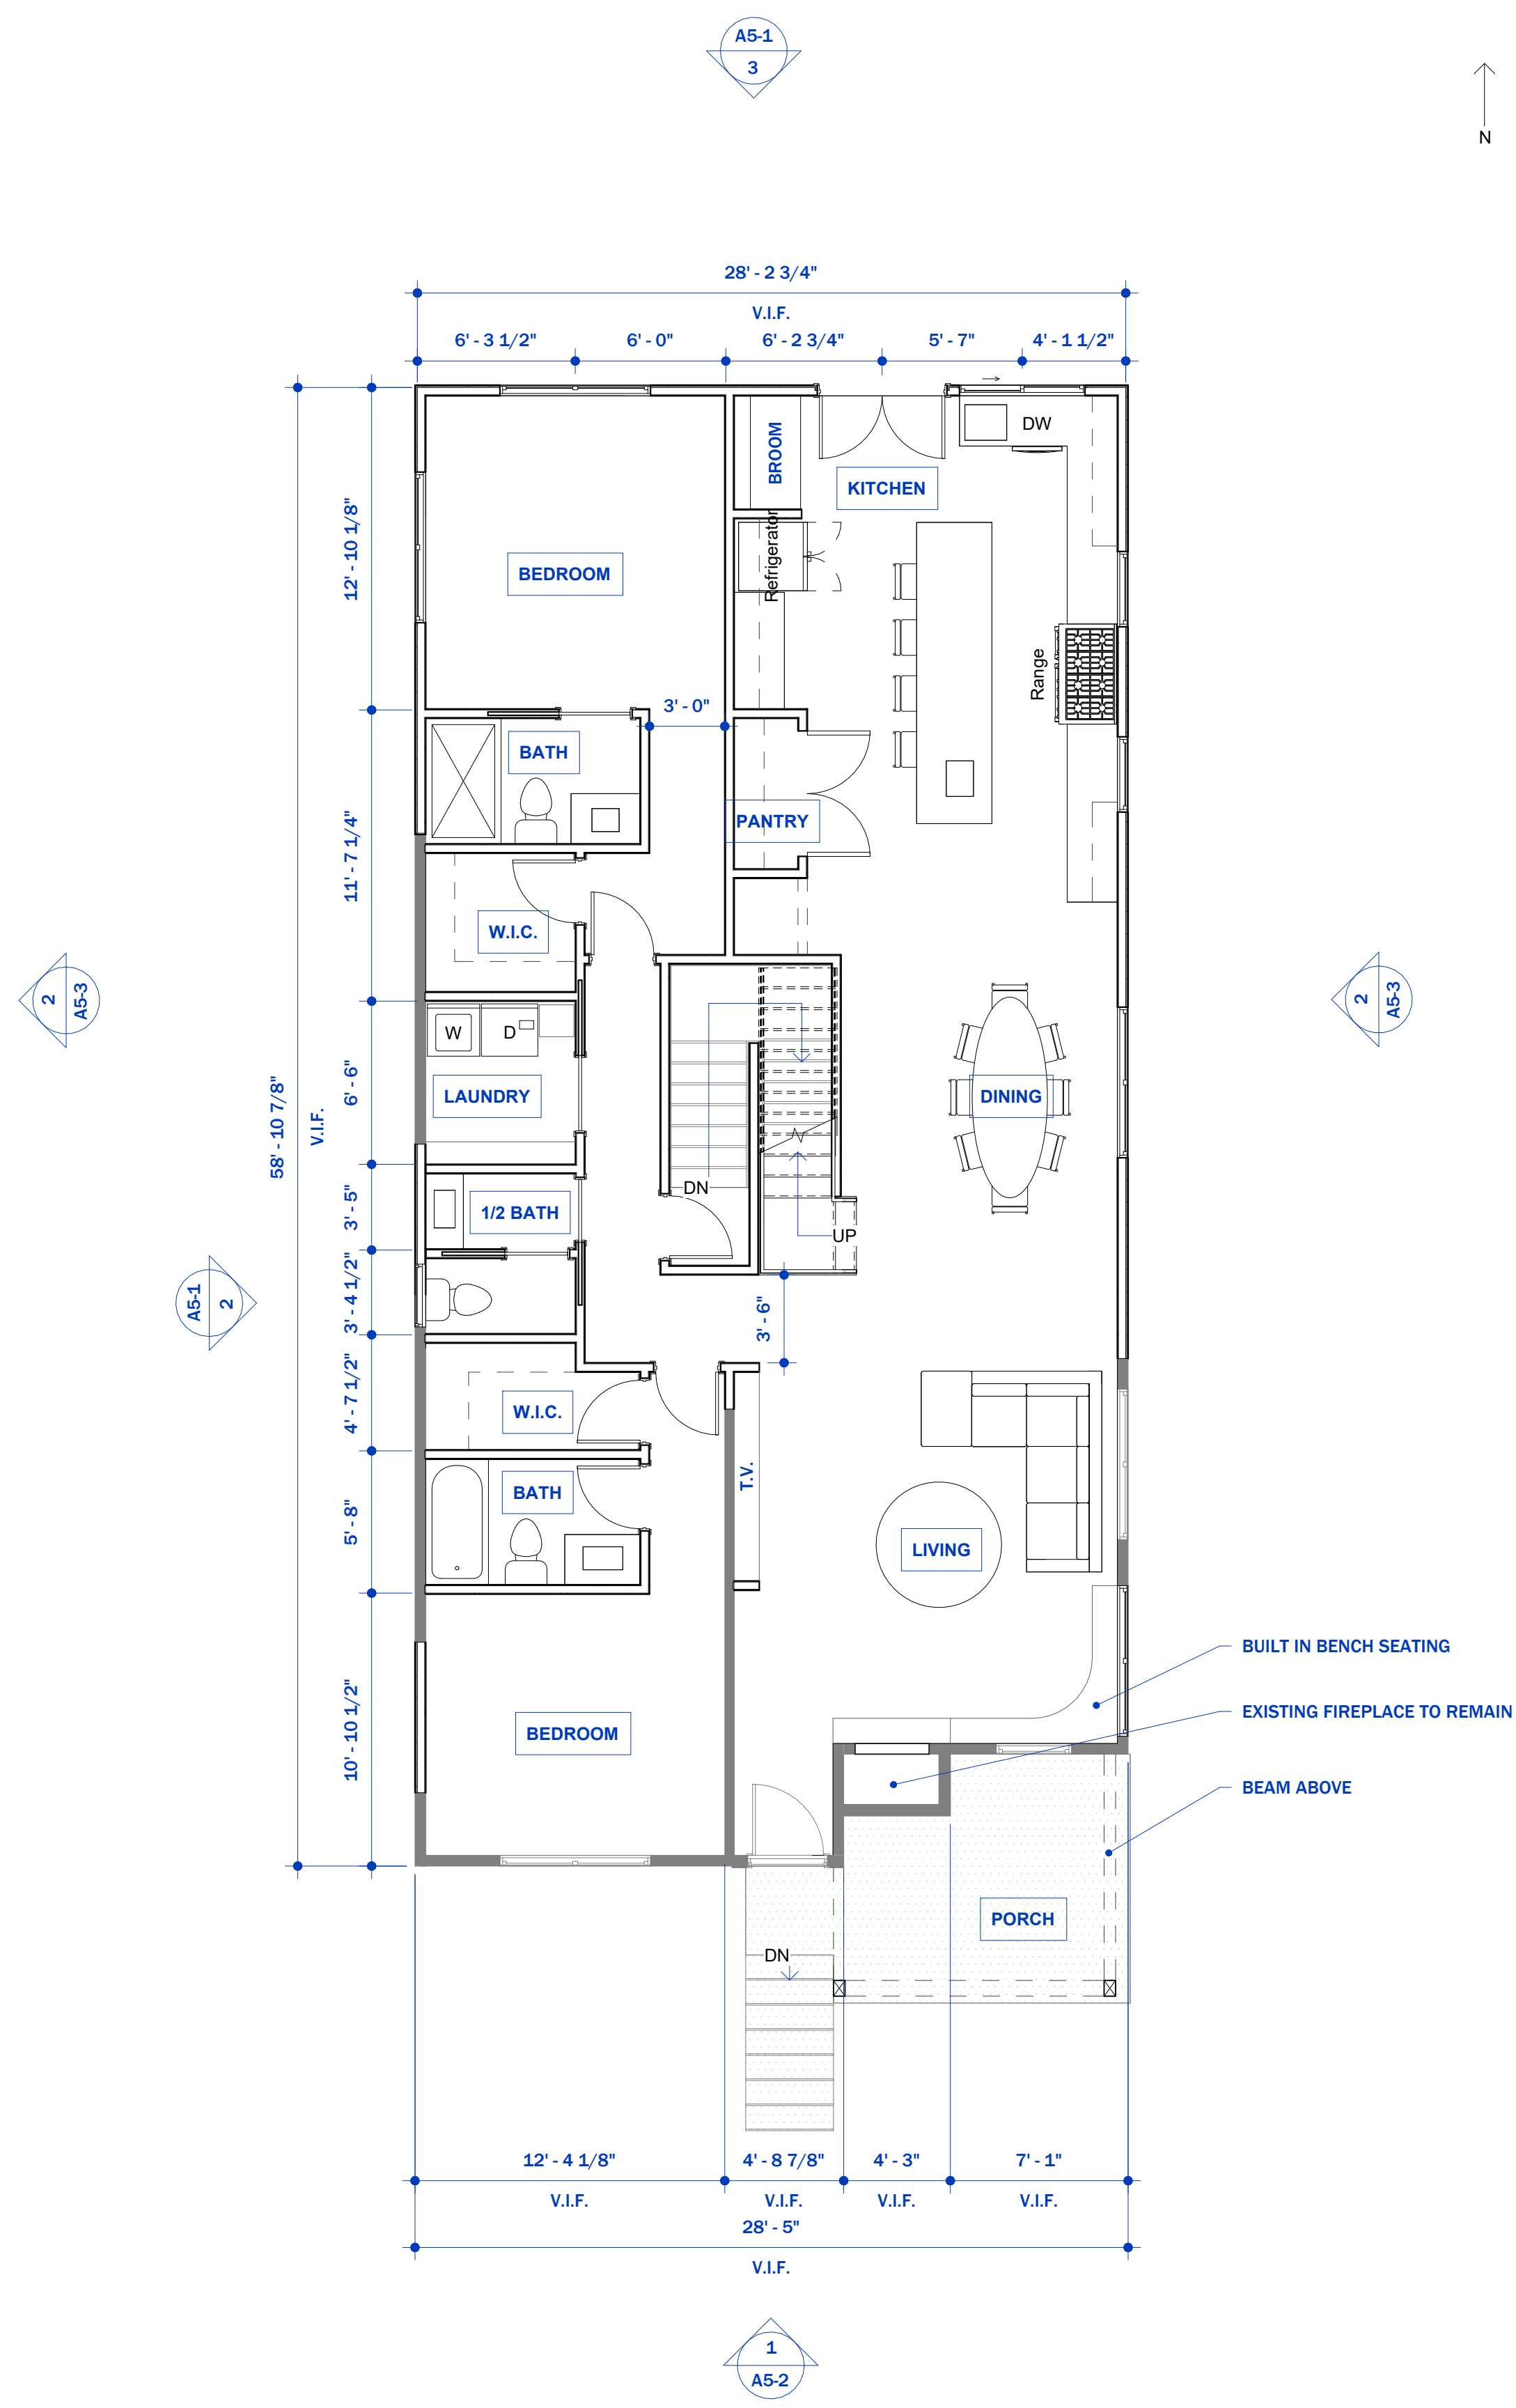 A5-1
3
N
28' - 2 3/4"
V.I.F.
6' - 3 1/2"
6' - 0"
6' - 2 3/4"
5' - 7"
4' - 1 1/2"
BROOM
DW
KITCHEN
Refrigerator
12' - 10 1/8"
BEDROOM
Range
3' - 0"
BATH
PANTRY
11' - 7 1/4"
W.I.C.
2
A5-3
2
A5-3
W
D
LAUNDRY
6' - 6"
DINING
58' - 10 7/8"
V.I.F.
DN
3' - 5"
1/2 BATH
UP
A5-1
2
3' - 4 1/2"
3' - 6"
4' - 7 1/2"
W.I.C.
T.V.
BATH
5' - 8"
LIVING
BUILT IN BENCH SEATING
EXISTING FIREPLACE TO REMAIN
10' - 10 1/2"
BEDROOM
BEAM ABOVE
PORCH
DN
12' - 4 1/8"
4' - 8 7/8"
4' - 3"
7' - 1"
V.I.F.
V.I.F.
V.I.F.
V.I.F.
28' - 5"
V.I.F.
1
A5-2